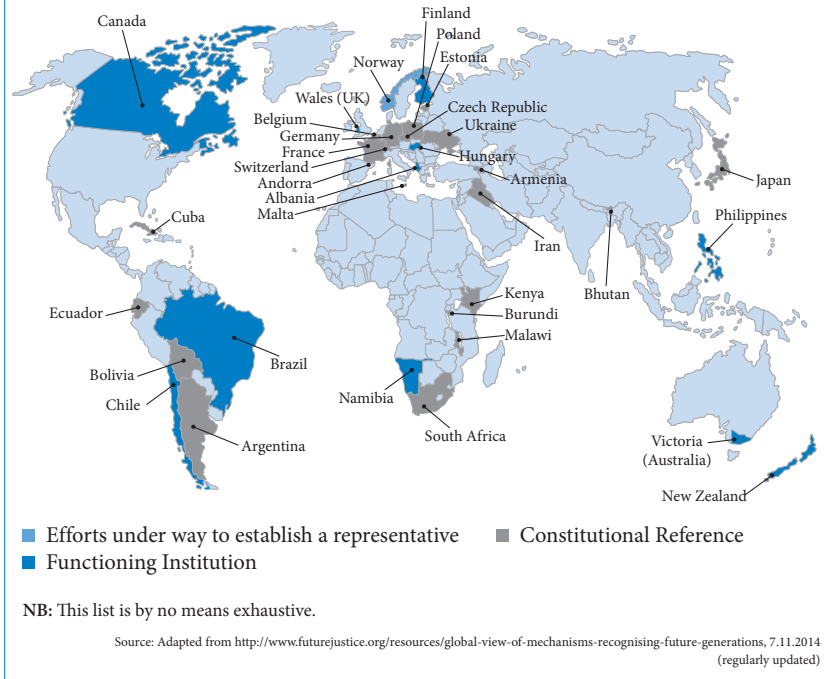 Finland
Canada
Poland
Norway
Estonia
Wales (UK)
Czech Republic
Belgium
Ukraine
Germany
France
Hungary
Switzerland
Andorra
Armenia
Albania
Japan
Malta
Cuba
Philippines
Iran
Bhutan
Kenya
Ecuador
Burundi
Malawi
Brazil
Bolivia
Namibia
Chile
South Africa
Argentina
Victoria
(Australia)
New Zealand
Efforts under way to establish a representative
Constitutional Reference
Functioning Institution
NB: This list is by no means exhaustive.
Source: Adapted from http://www.futurejustice.org/resources/global-view-of-mechanisms-recognising-future-generations, 7.11.2014
(regularly updated)